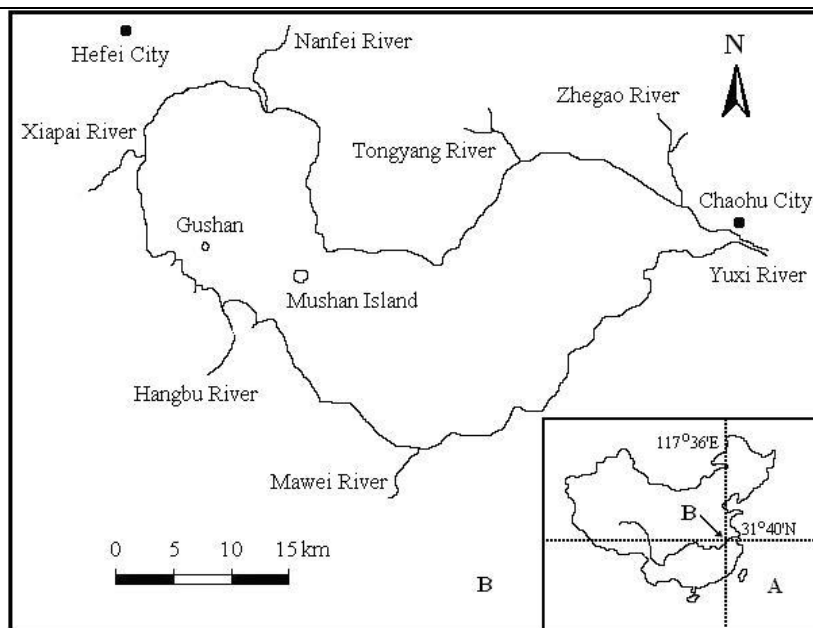 Hefei City
Nanfei River
N
Zhegao River
Xiapai River
Tongyang River
Chaohu City
Gushan
Yuxi River
Mushan Island
Hangbu River
Mawei River
117°36'E
B
31°40'N
0 5 10 15 km
B
A